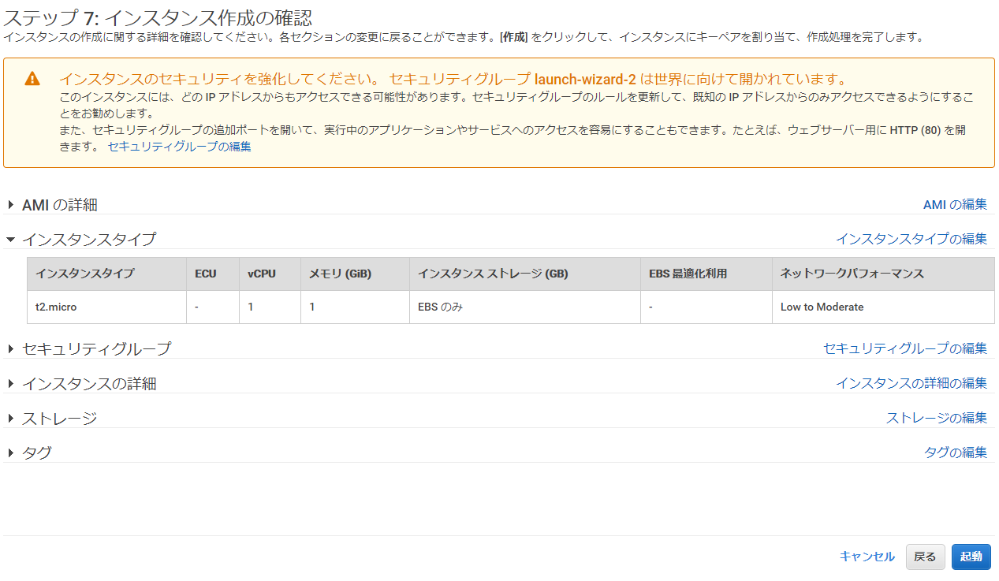 ステップ 7: インスタンス作成の確認
インスタンスの作成に関する詳細を確認してください。各セクションの変更に戻ることができます。[作成] をクリックして、インスタンスにキーペアを割り当て、作成処理を完了します。
インスタンスのセキュリティを強化してください。 セキュリティグループ launch-wizard-2 は世界に向けて開かれています。
このインスタンスには、どの IP アドレスからもアクセスできる可能性があります。セキュリティグループのルールを更新して、既知の IP アドレスからのみアクセスできるようにするこ
とをお勧めします。
また、セキュリティグループの追加ポートを開いて、実行中のアプリケーションやサービスへのアクセスを容易にすることもできます。たとえば、ウェブサーバー用に HTTP (80) を開
きます。 セキュリティグループの編集
AMI の詳細 AMI の編集
インスタンスタイプ インスタンスタイプの編集
インスタンスタイプ ECU vCPU メモリ (GiB) インスタンス ストレージ (GB) EBS 最適化利用 ネットワークパフォーマンス
t2.micro - 1 1 EBS のみ - Low to Moderate
セキュリティグループ セキュリティグループの編集
インスタンスの詳細 インスタンスの詳細の編集
ストレージ ストレージの編集
タグ タグの編集
キャンセル 戻る 起動